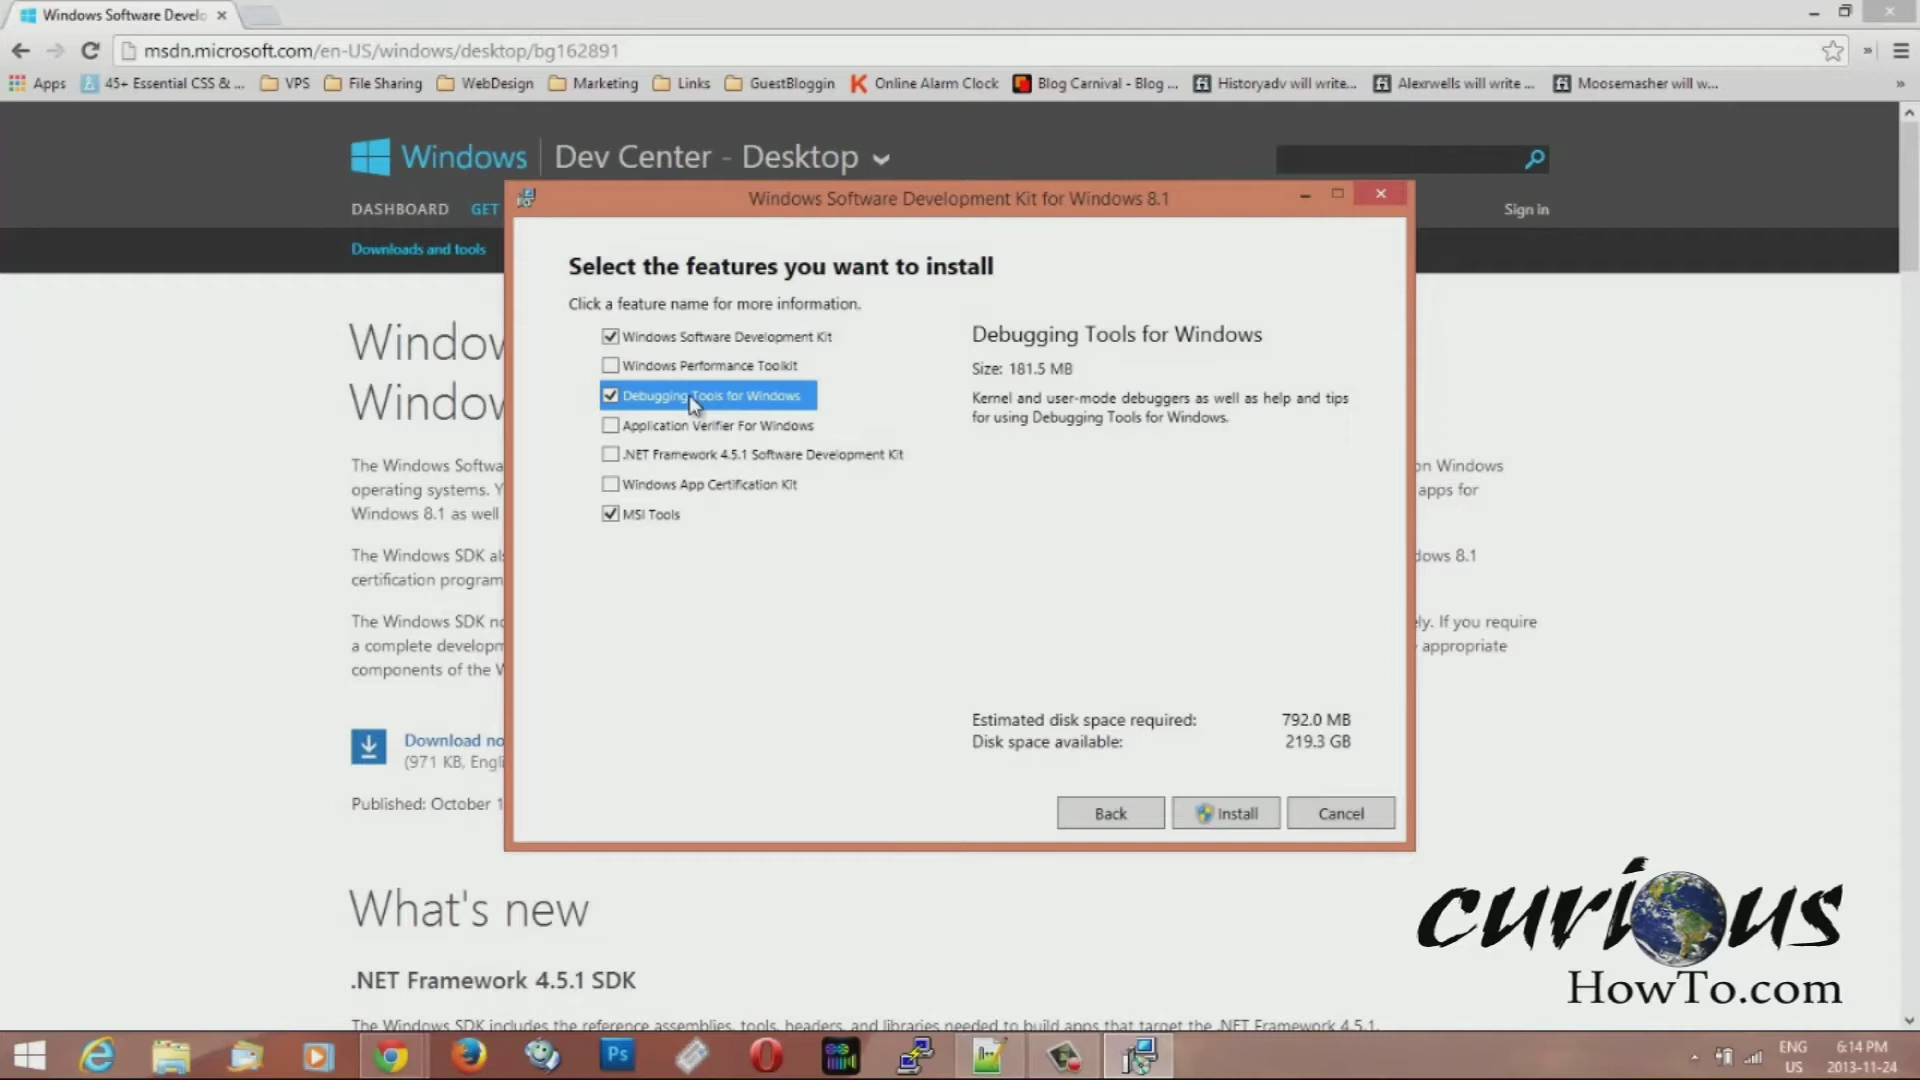 Windows Software Develo
msdn.microsoft.com/en-US/windows/desktop/bg162891
Apps
45+ Essential CSS & ...
VPS
File Sharing
WebDesign
Marketing
Links
GuestBloggin
Online Alarm Clock
Blog Carnival - Blog ...
Historyadv will write...
Alexrwells will write ...
Moosemasher will w...
Windows
Dev Center - Desktop
DASHBOARD
GET
Sign in
Downloads and tools
Windows Software Development Kit for Windows 8.1
Select the features you want to install
Click a feature name for more information.
Windows Software Development Kit
Windows Performance Toolkit
Debugging Tools for Windows
Application Verifier For Windows
.NET Framework 4.5.1 Software Development Kit
Windows App Certification Kit
MSI Tools
Debugging Tools for Windows
Size: 181.5 MB
Kernel and user-mode debuggers as well as help and tips
for using Debugging Tools for Windows.
Estimated disk space required: 792.0 MB
Disk space available: 219.3 GB
Back
Install
Cancel
Windo
Windo
The Windows Softwa
on Windows
operating systems. Y
apps for
Windows 8.1 as well
The Windows SDK al
dows 8.1
certification program
The Windows SDK no
ely. If you require
a complete developm
appropriate
components of the W
Download no
(971 KB, Engli
Published: October 1
What's new
.NET Framework 4.5.1 SDK
The Windows SDK includes the reference assemblies, tools, headers, and libraries needed to build apps that target the .NET Framework 4.5.1.
curious
HowTo.com
Ps
ENG
US
6:14 PM
2013-11-24